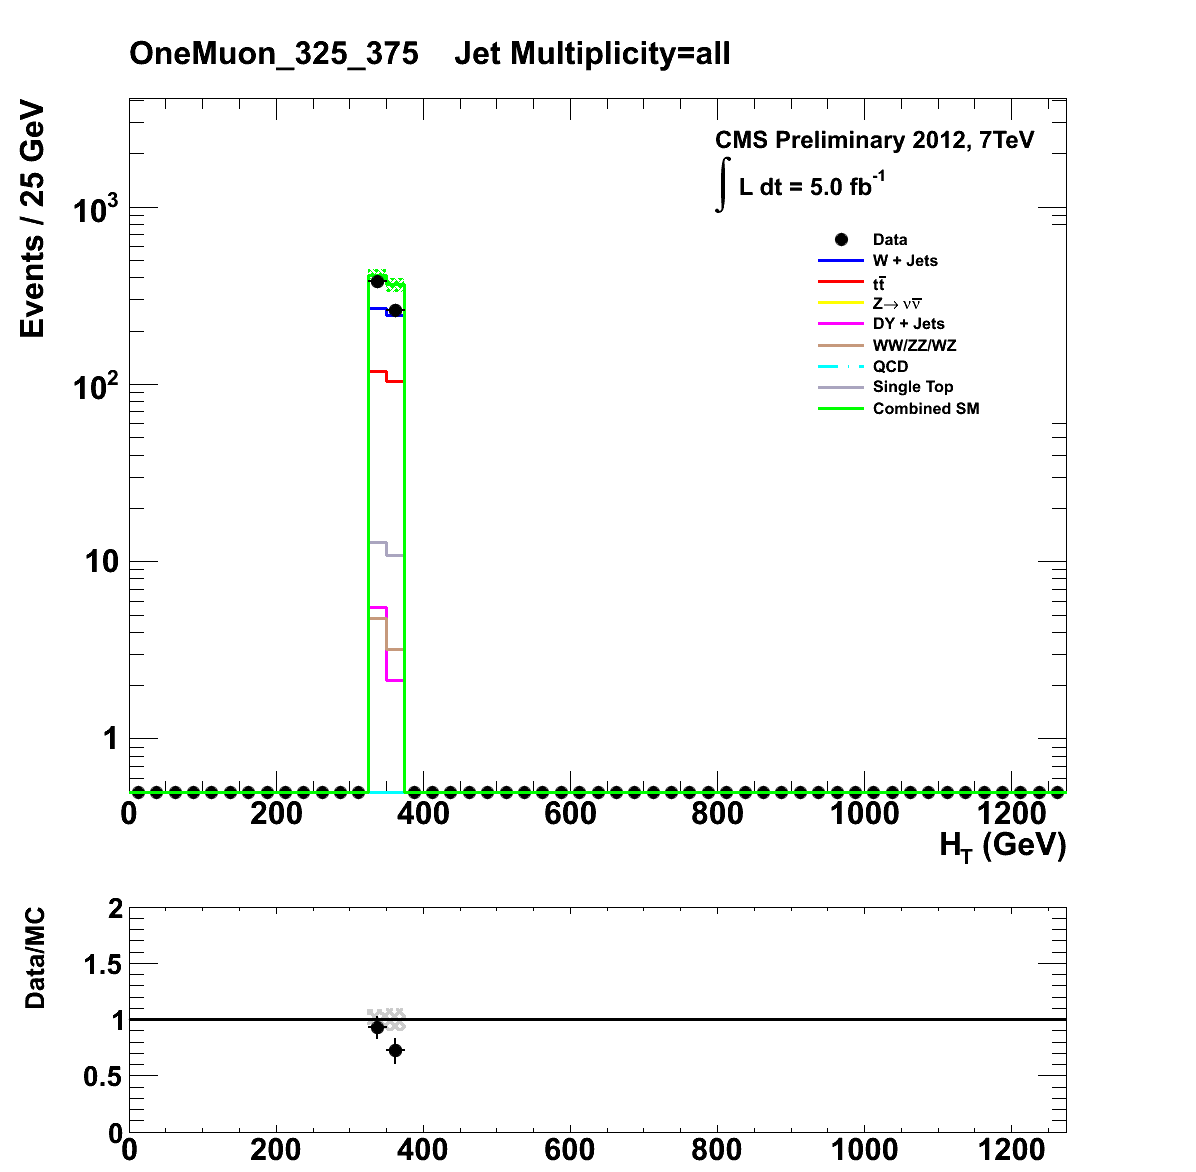 OneMuon_325_375    Jet Multiplicity=all
Events / 25 GeV
CMS Preliminary 2012, 7TeV
∫ L dt = 5.0 fb⁻¹
Data
W + Jets
tt̅
Z→ νν̅
DY + Jets
WW/ZZ/WZ
QCD
Single Top
Combined SM
10³
10²
10
1
0 200 400 600 800 1000 1200
H_T (GeV)
Data/MC
2
1.5
1
0.5
0
0 200 400 600 800 1000 1200